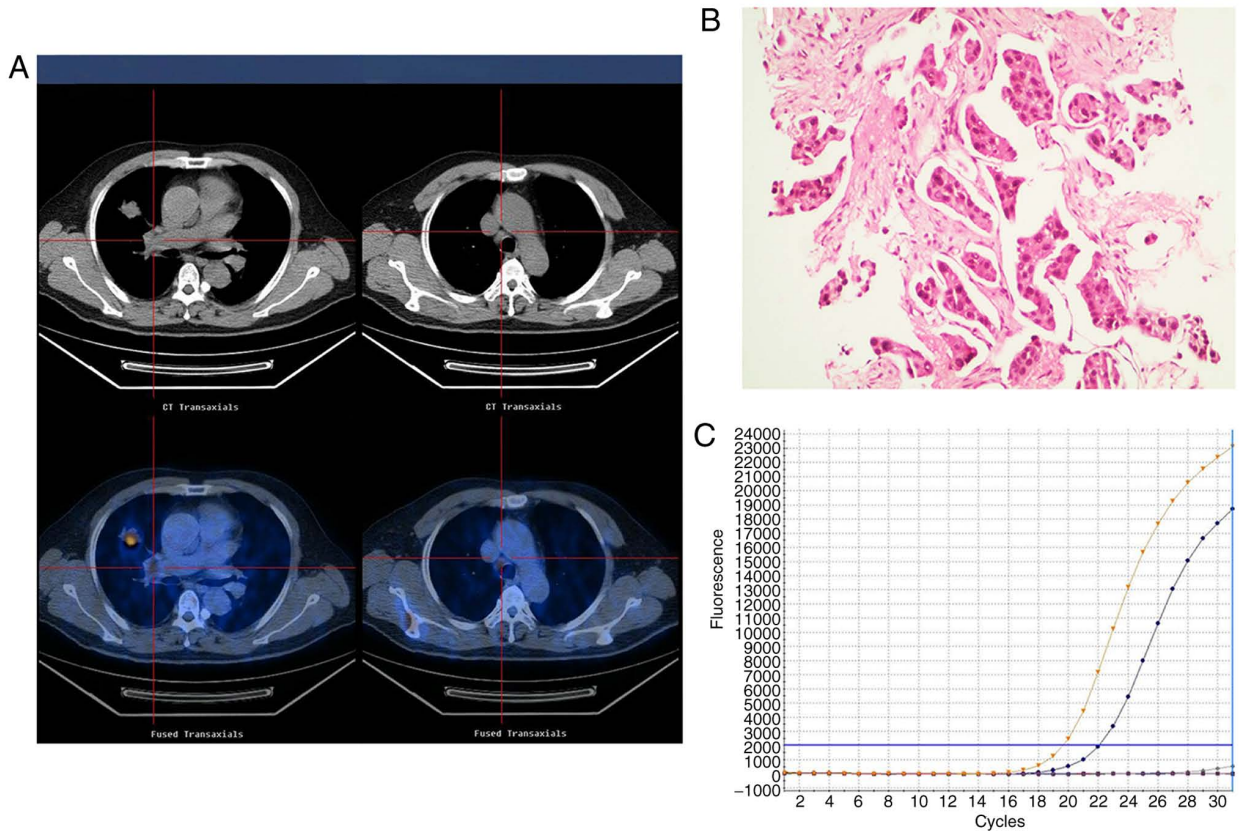 A
B
CT Transaxials
CT Transaxials
Fused Transaxials
Fused Transaxials
C
24000
23000
22000
21000
20000
19000
18000
17000
16000
15000
14000
13000
12000
11000
10000
9000
8000
7000
6000
5000
4000
3000
2000
1000
0
−1000
Fluorescence
2 4 6 8 10 12 14 16 18 20 22 24 26 28 30
Cycles